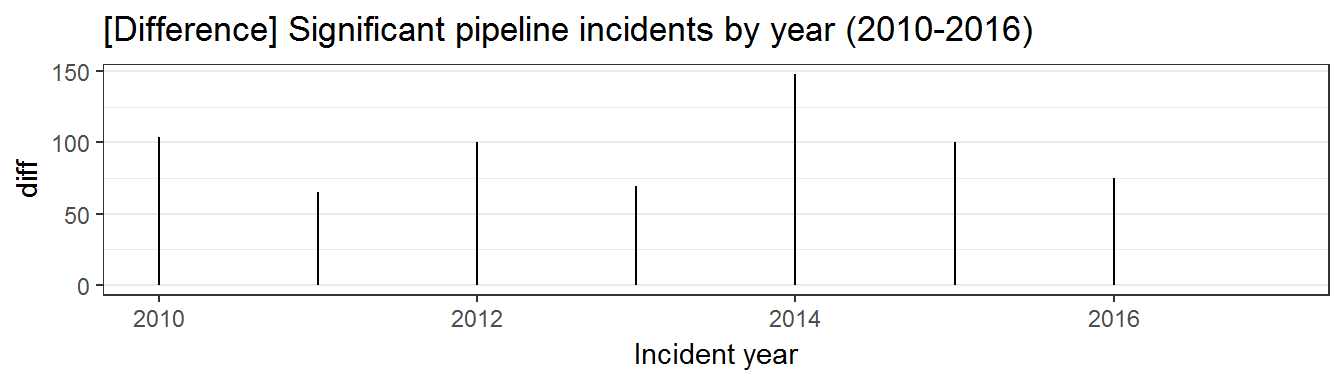 [Difference] Significant pipeline incidents by year (2010-2016)
150
100
50
0
diff
2010 2012 2014 2016
Incident year